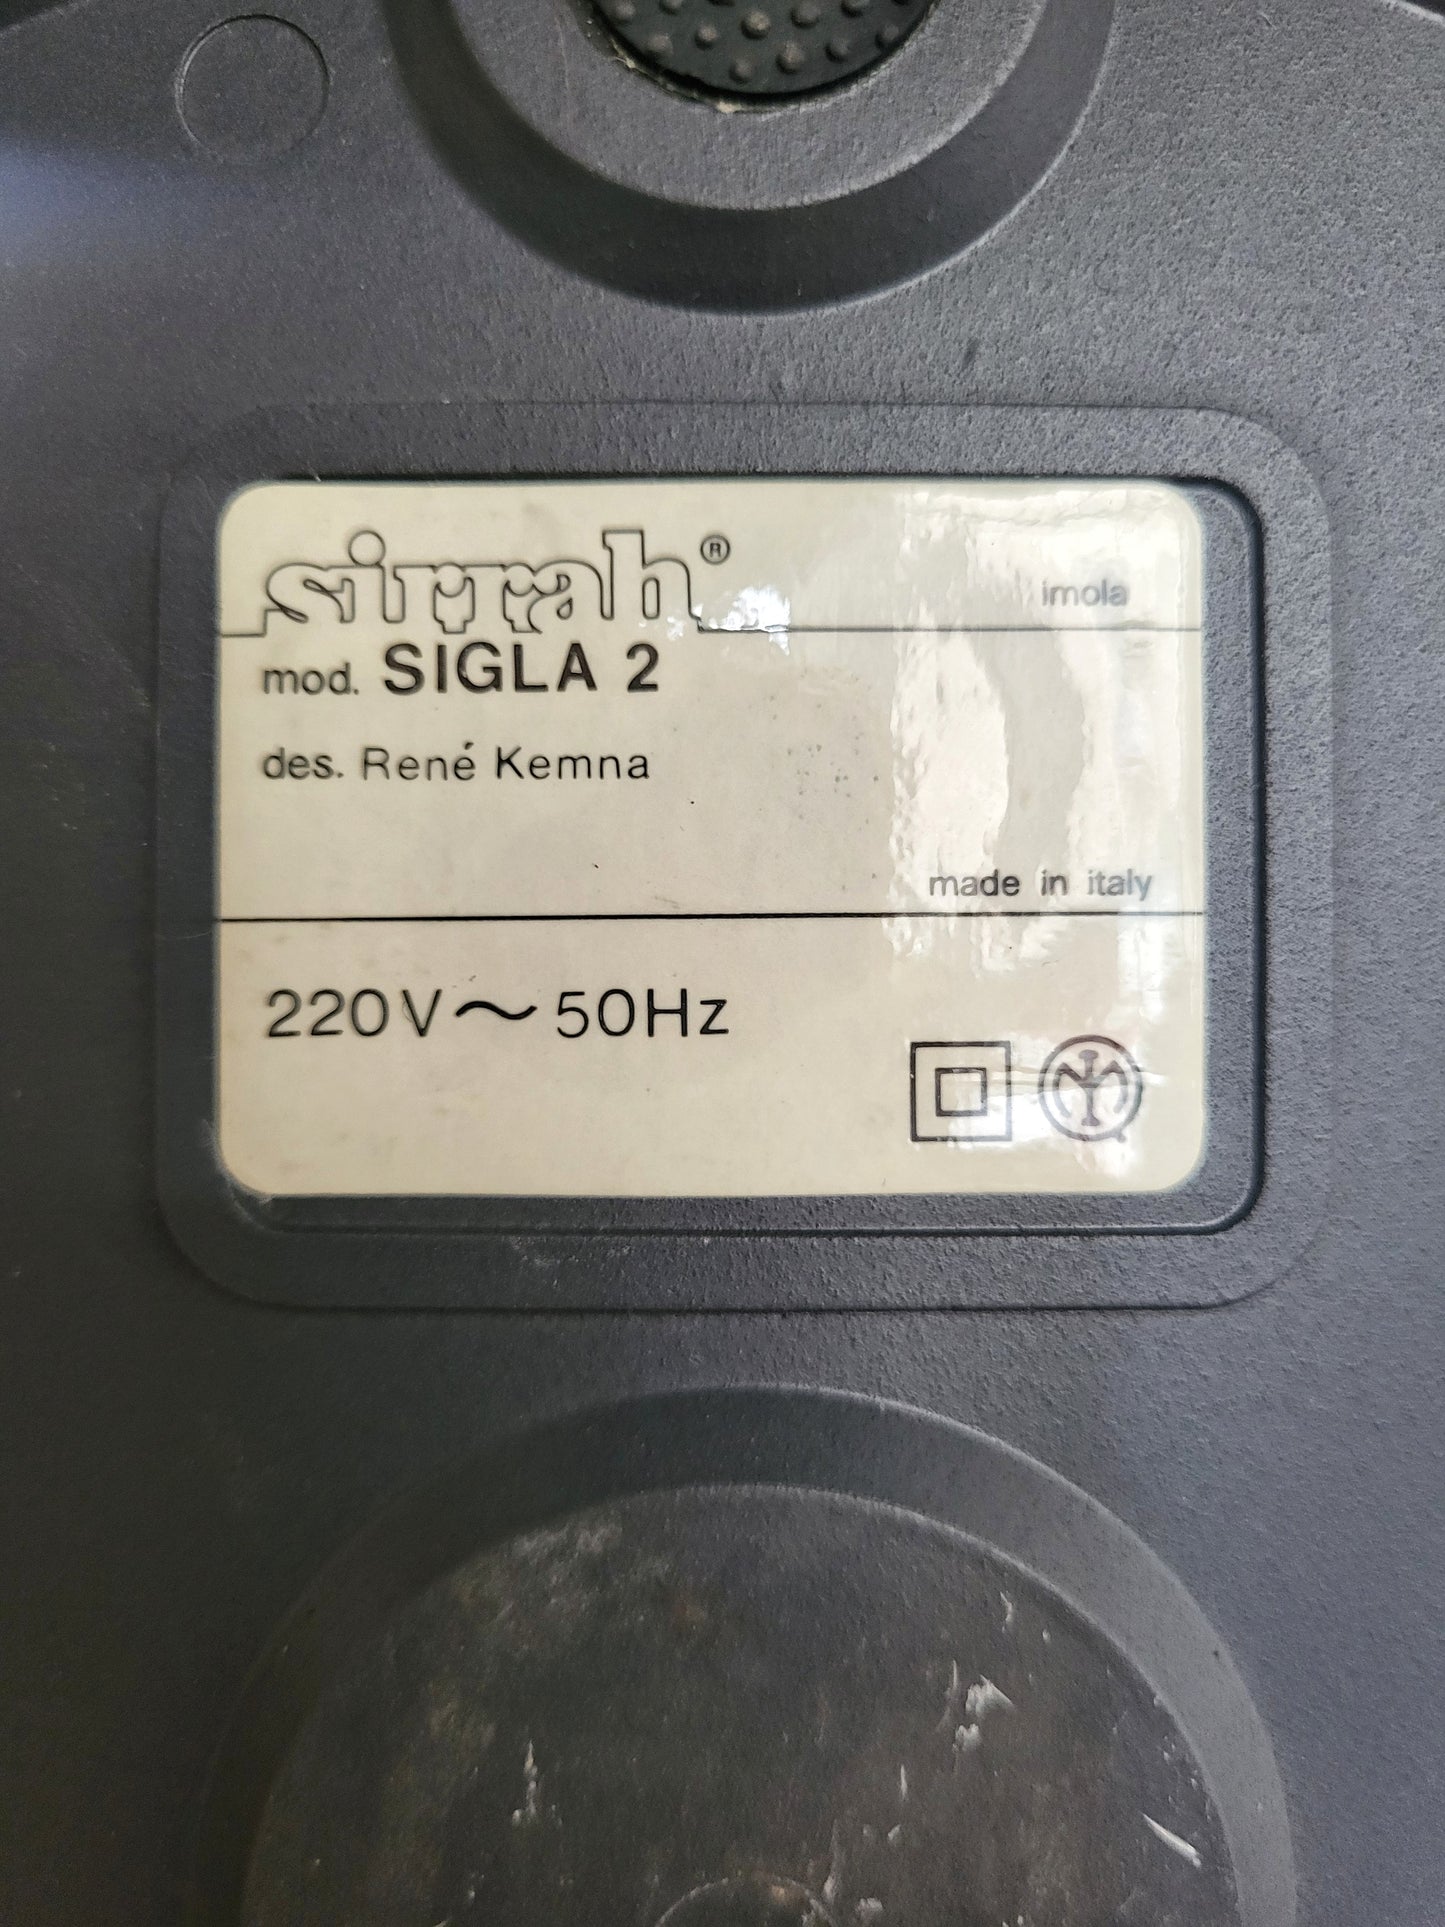 sirrah®
imola
mod. SIGLA 2
des. René Kemna
made in italy
220V~50Hz